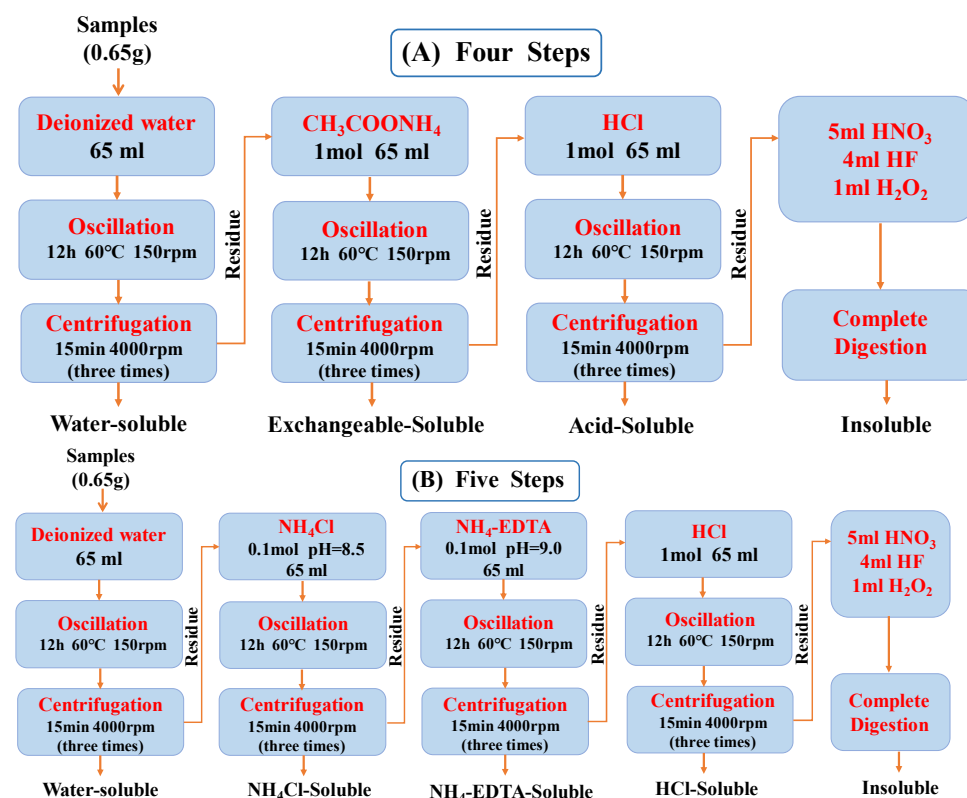 Samples
(0.65g)
(A) Four Steps
Deionized water
65 ml
Oscillation
12h 60℃ 150rpm
Centrifugation
15min 4000rpm
(three times)
Water-soluble
Residue
CH₃COONH₄
1mol 65 ml
Oscillation
12h 60℃ 150rpm
Centrifugation
15min 4000rpm
(three times)
Exchangeable-Soluble
Residue
HCl
1mol 65 ml
Oscillation
12h 60℃ 150rpm
Centrifugation
15min 4000rpm
(three times)
Acid-Soluble
Residue
5ml HNO₃
4ml HF
1ml H₂O₂
Complete
Digestion
Insoluble
Samples
(0.65g)
(B) Five Steps
Deionized water
65 ml
Oscillation
12h 60℃ 150rpm
Centrifugation
15min 4000rpm
(three times)
Water-soluble
Residue
NH₄Cl
0.1mol pH=8.5
65 ml
Oscillation
12h 60℃ 150rpm
Centrifugation
15min 4000rpm
(three times)
NH₄Cl-Soluble
Residue
NH₄-EDTA
0.1mol pH=9.0
65 ml
Oscillation
12h 60℃ 150rpm
Centrifugation
15min 4000rpm
(three times)
NH₄-EDTA-Soluble
Residue
HCl
1mol 65 ml
Oscillation
12h 60℃ 150rpm
Centrifugation
15min 4000rpm
(three times)
HCl-Soluble
Residue
5ml HNO₃
4ml HF
1ml H₂O₂
Complete
Digestion
Insoluble